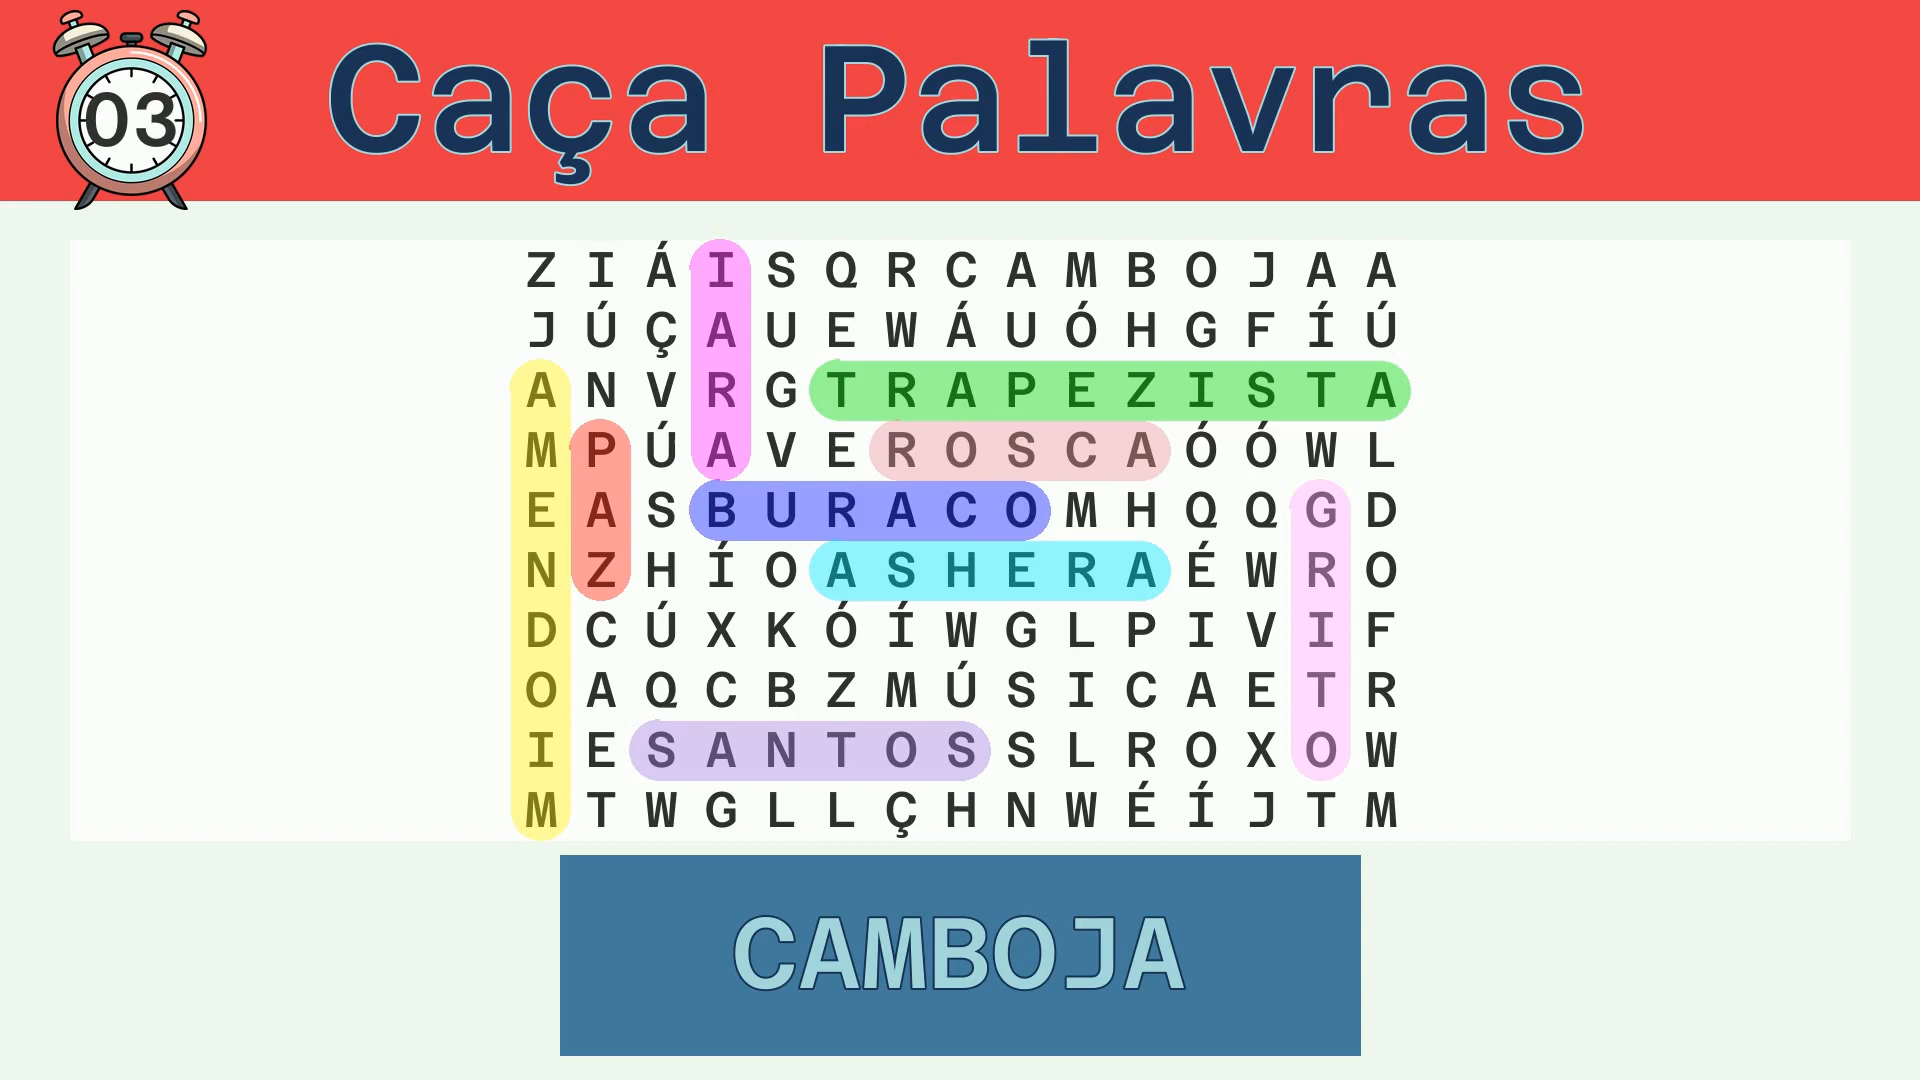 03
Caça Palavras
Z I Á I S Q R C A M B O J A A
J Ú Ç A U E W Á U Ó H G F Í Ú
A N V R G T R A P E Z I S T A
M P Ú A V E R O S C A Ó Ó W L
E A S B U R A C O M H Q Q G D
N Z H Í O A S H E R A É W R O
D C Ú X K Ó Í W G L P I V I F
O A Q C B Z M Ú S I C A E T R
I E S A N T O S S L R O X O W
M T W G L L Ç H N W É Í J T M
CAMBOJA